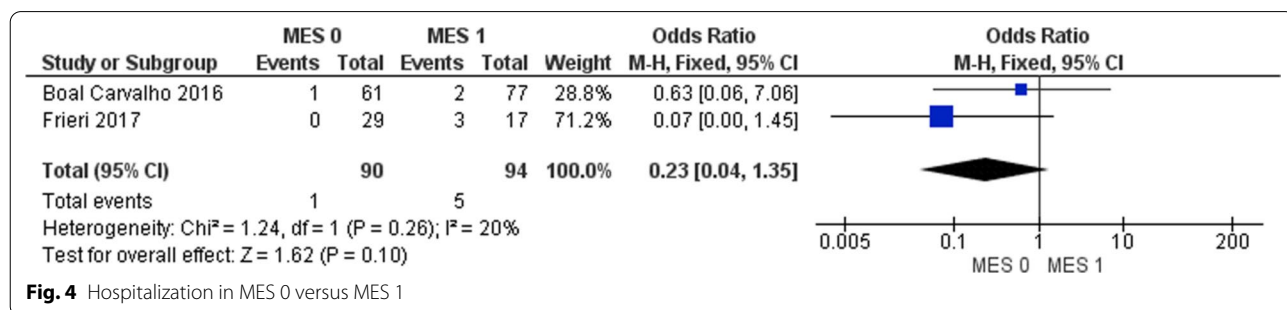 MES 0 MES 1 Odds Ratio Odds Ratio
Study or Subgroup Events Total Events Total Weight M-H, Fixed, 95% CI M-H, Fixed, 95% CI
Boal Carvalho 2016 1 61 2 77 28.8% 0.63 [0.06, 7.06]
Frieri 2017 0 29 3 17 71.2% 0.07 [0.00, 1.45]
Total (95% CI) 90 94 100.0% 0.23 [0.04, 1.35]
Total events 1 5
Heterogeneity: Chi² = 1.24, df = 1 (P = 0.26); I² = 20%
Test for overall effect: Z = 1.62 (P = 0.10)
0.005 0.1 1 10 200
MES 0 MES 1
Fig. 4 Hospitalization in MES 0 versus MES 1